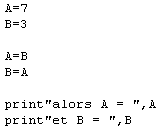 A=7
B=3
A=B
B=A
print"alors A = ",A
print"et B = ",B